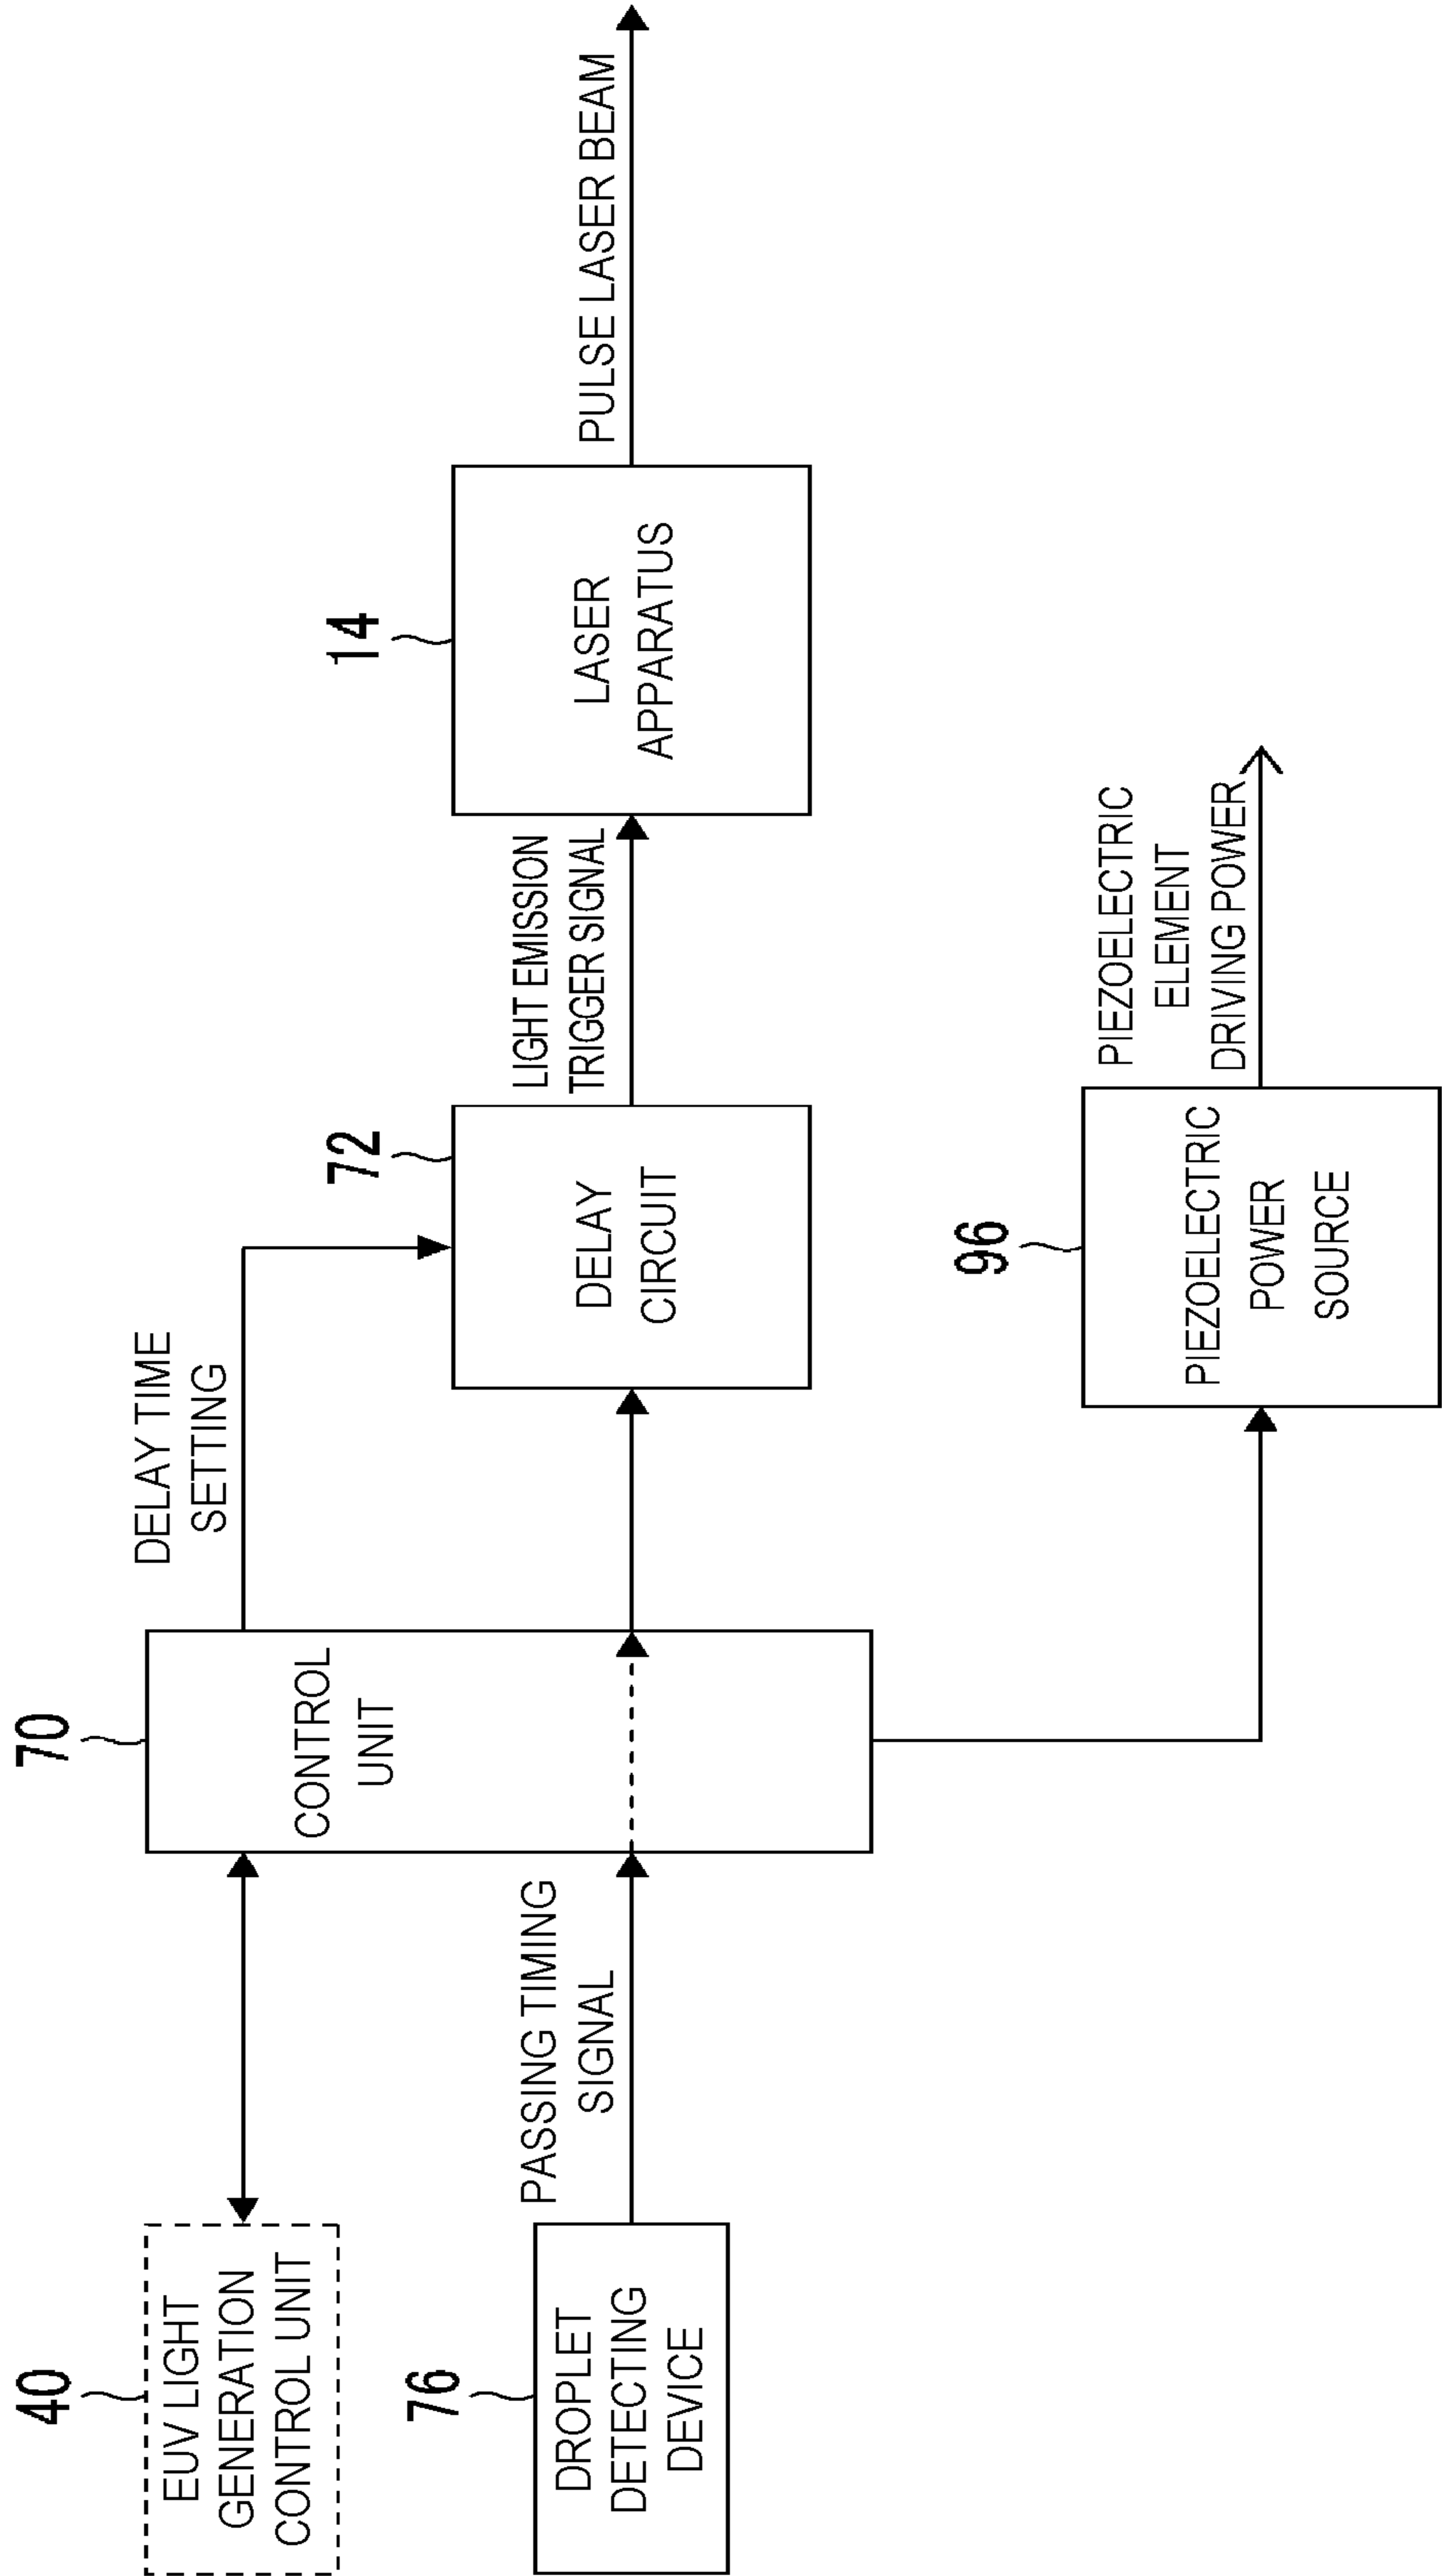 40
EUV LIGHT
GENERATION
CONTROL UNIT
76
DROPLET
DETECTING
DEVICE
PASSING TIMING
SIGNAL
70
CONTROL
UNIT
DELAY TIME
SETTING
72
DELAY
CIRCUIT
LIGHT EMISSION
TRIGGER SIGNAL
14
LASER
APPARATUS
PULSE LASER BEAM
96
PIEZOELECTRIC
POWER
SOURCE
PIEZOELECTRIC
ELEMENT
DRIVING POWER